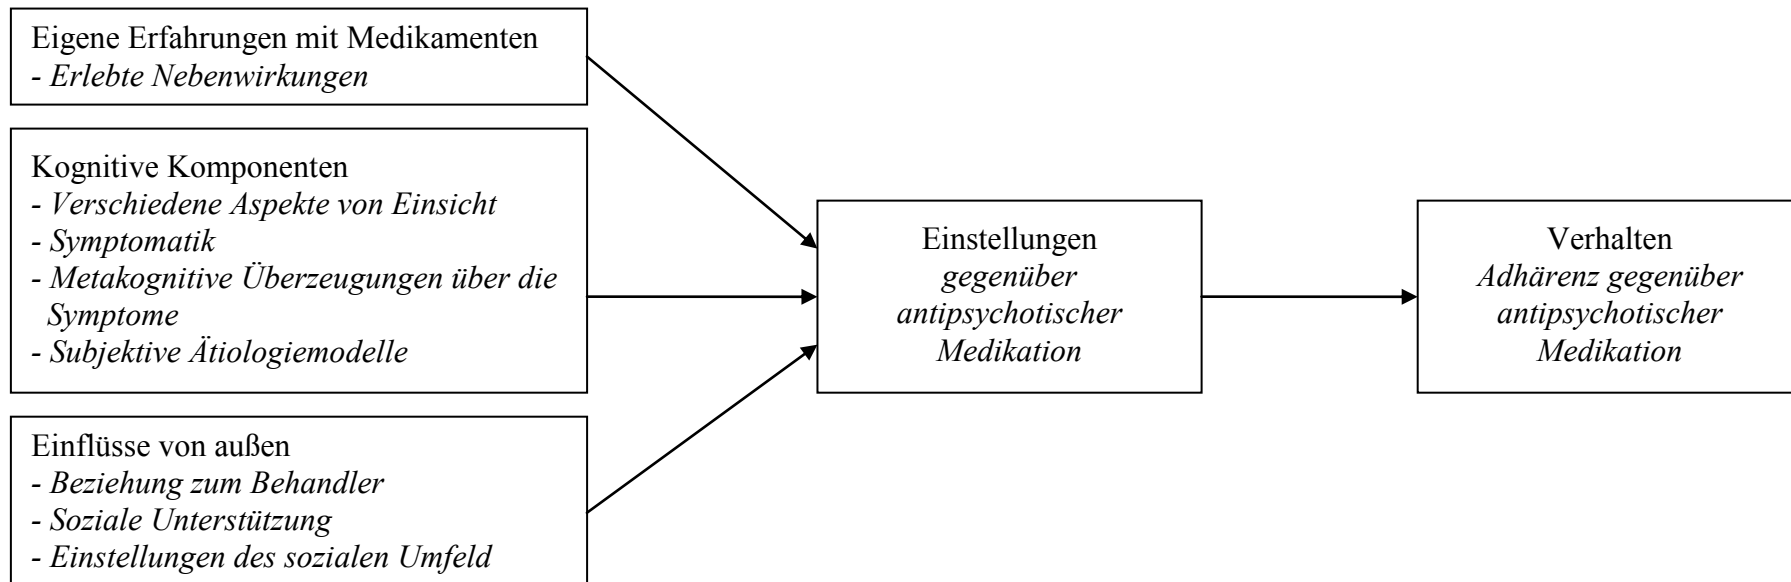 Eigene Erfahrungen mit Medikamenten
- Erlebte Nebenwirkungen
Kognitive Komponenten
- Verschiedene Aspekte von Einsicht
- Symptomatik
- Metakognitive Überzeugungen über die
Symptome
- Subjektive Ätiologiemodelle
Einflüsse von außen
- Beziehung zum Behandler
- Soziale Unterstützung
- Einstellungen des sozialen Umfeld
Einstellungen
gegenüber
antipsychotischer
Medikation
Verhalten
Adhärenz gegenüber
antipsychotischer
Medikation